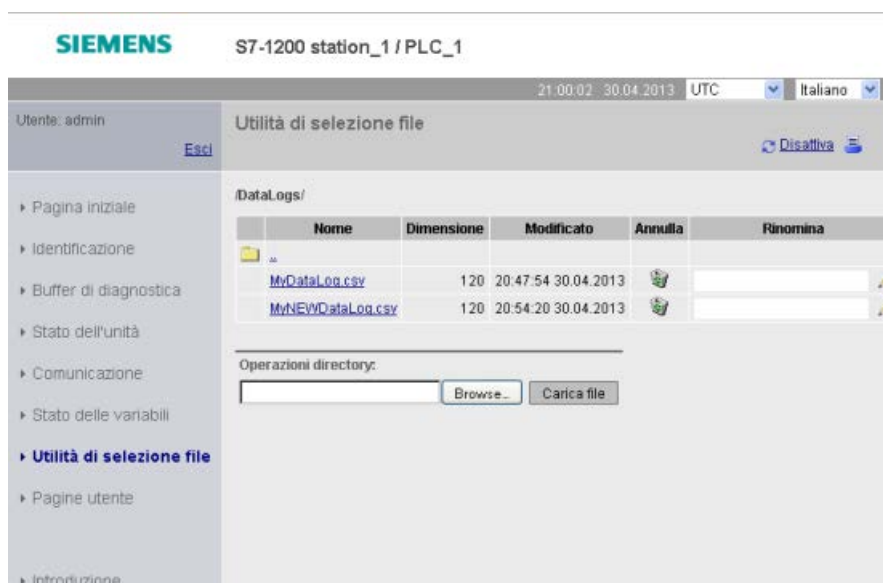 SIEMENS
S7-1200 station_1 / PLC_1
21:00:02 30.04.2013 UTC Italiano
Utente: admin
Esci
Utilità di selezione file
Disattiva
Pagina iniziale
Identificazione
Buffer di diagnostica
Stato dell'unità
Comunicazione
Stato delle variabili
Utilità di selezione file
Pagine utente
Introduzione
/DataLogs/
Nome Dimensione Modificato Annulla Rinomina
..
MyDataLog.csv 120 20:47:54 30.04.2013
MyNEWDataLog.csv 120 20:54:20 30.04.2013
Operazioni directory:
Browse... Carica file